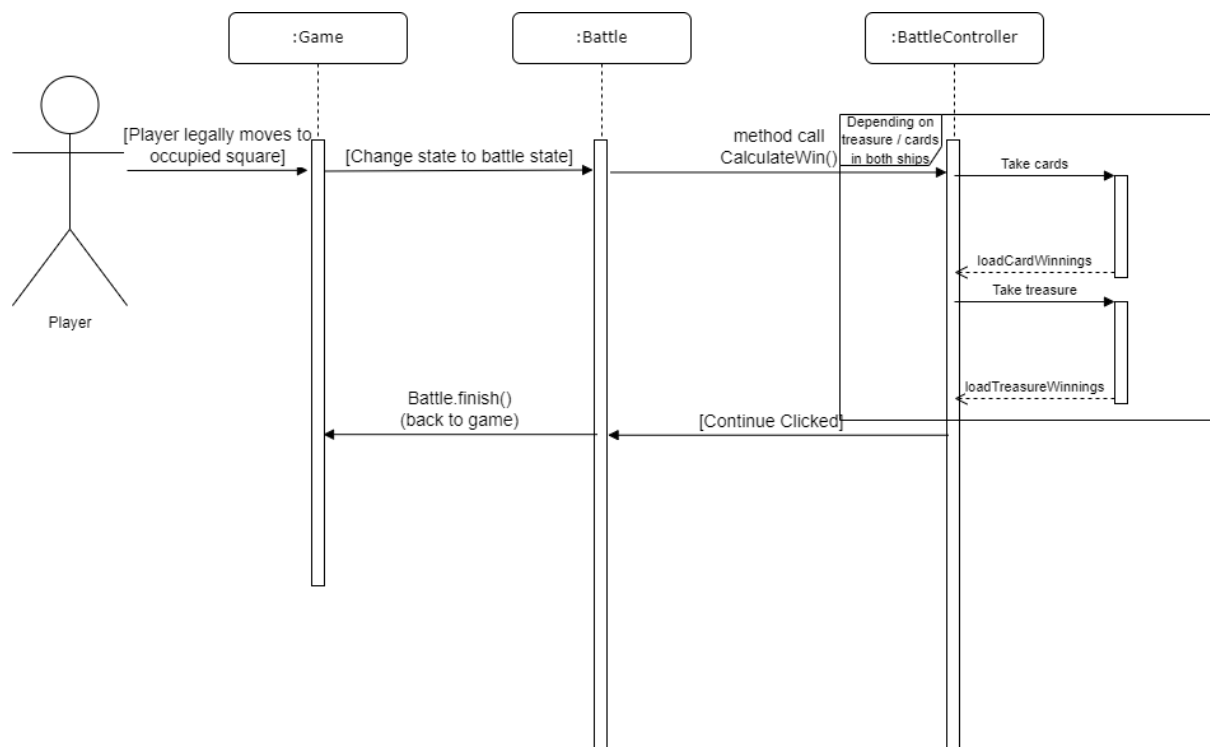 :Game
:Battle
:BattleController
[Player legally moves to
occupied square]
[Change state to battle state]
method call
CalculateWin()
Depending on
treasure / cards
in both ships
Take cards
loadCardWinnings
Take treasure
loadTreasureWinnings
Player
Battle.finish()
(back to game)
[Continue Clicked]